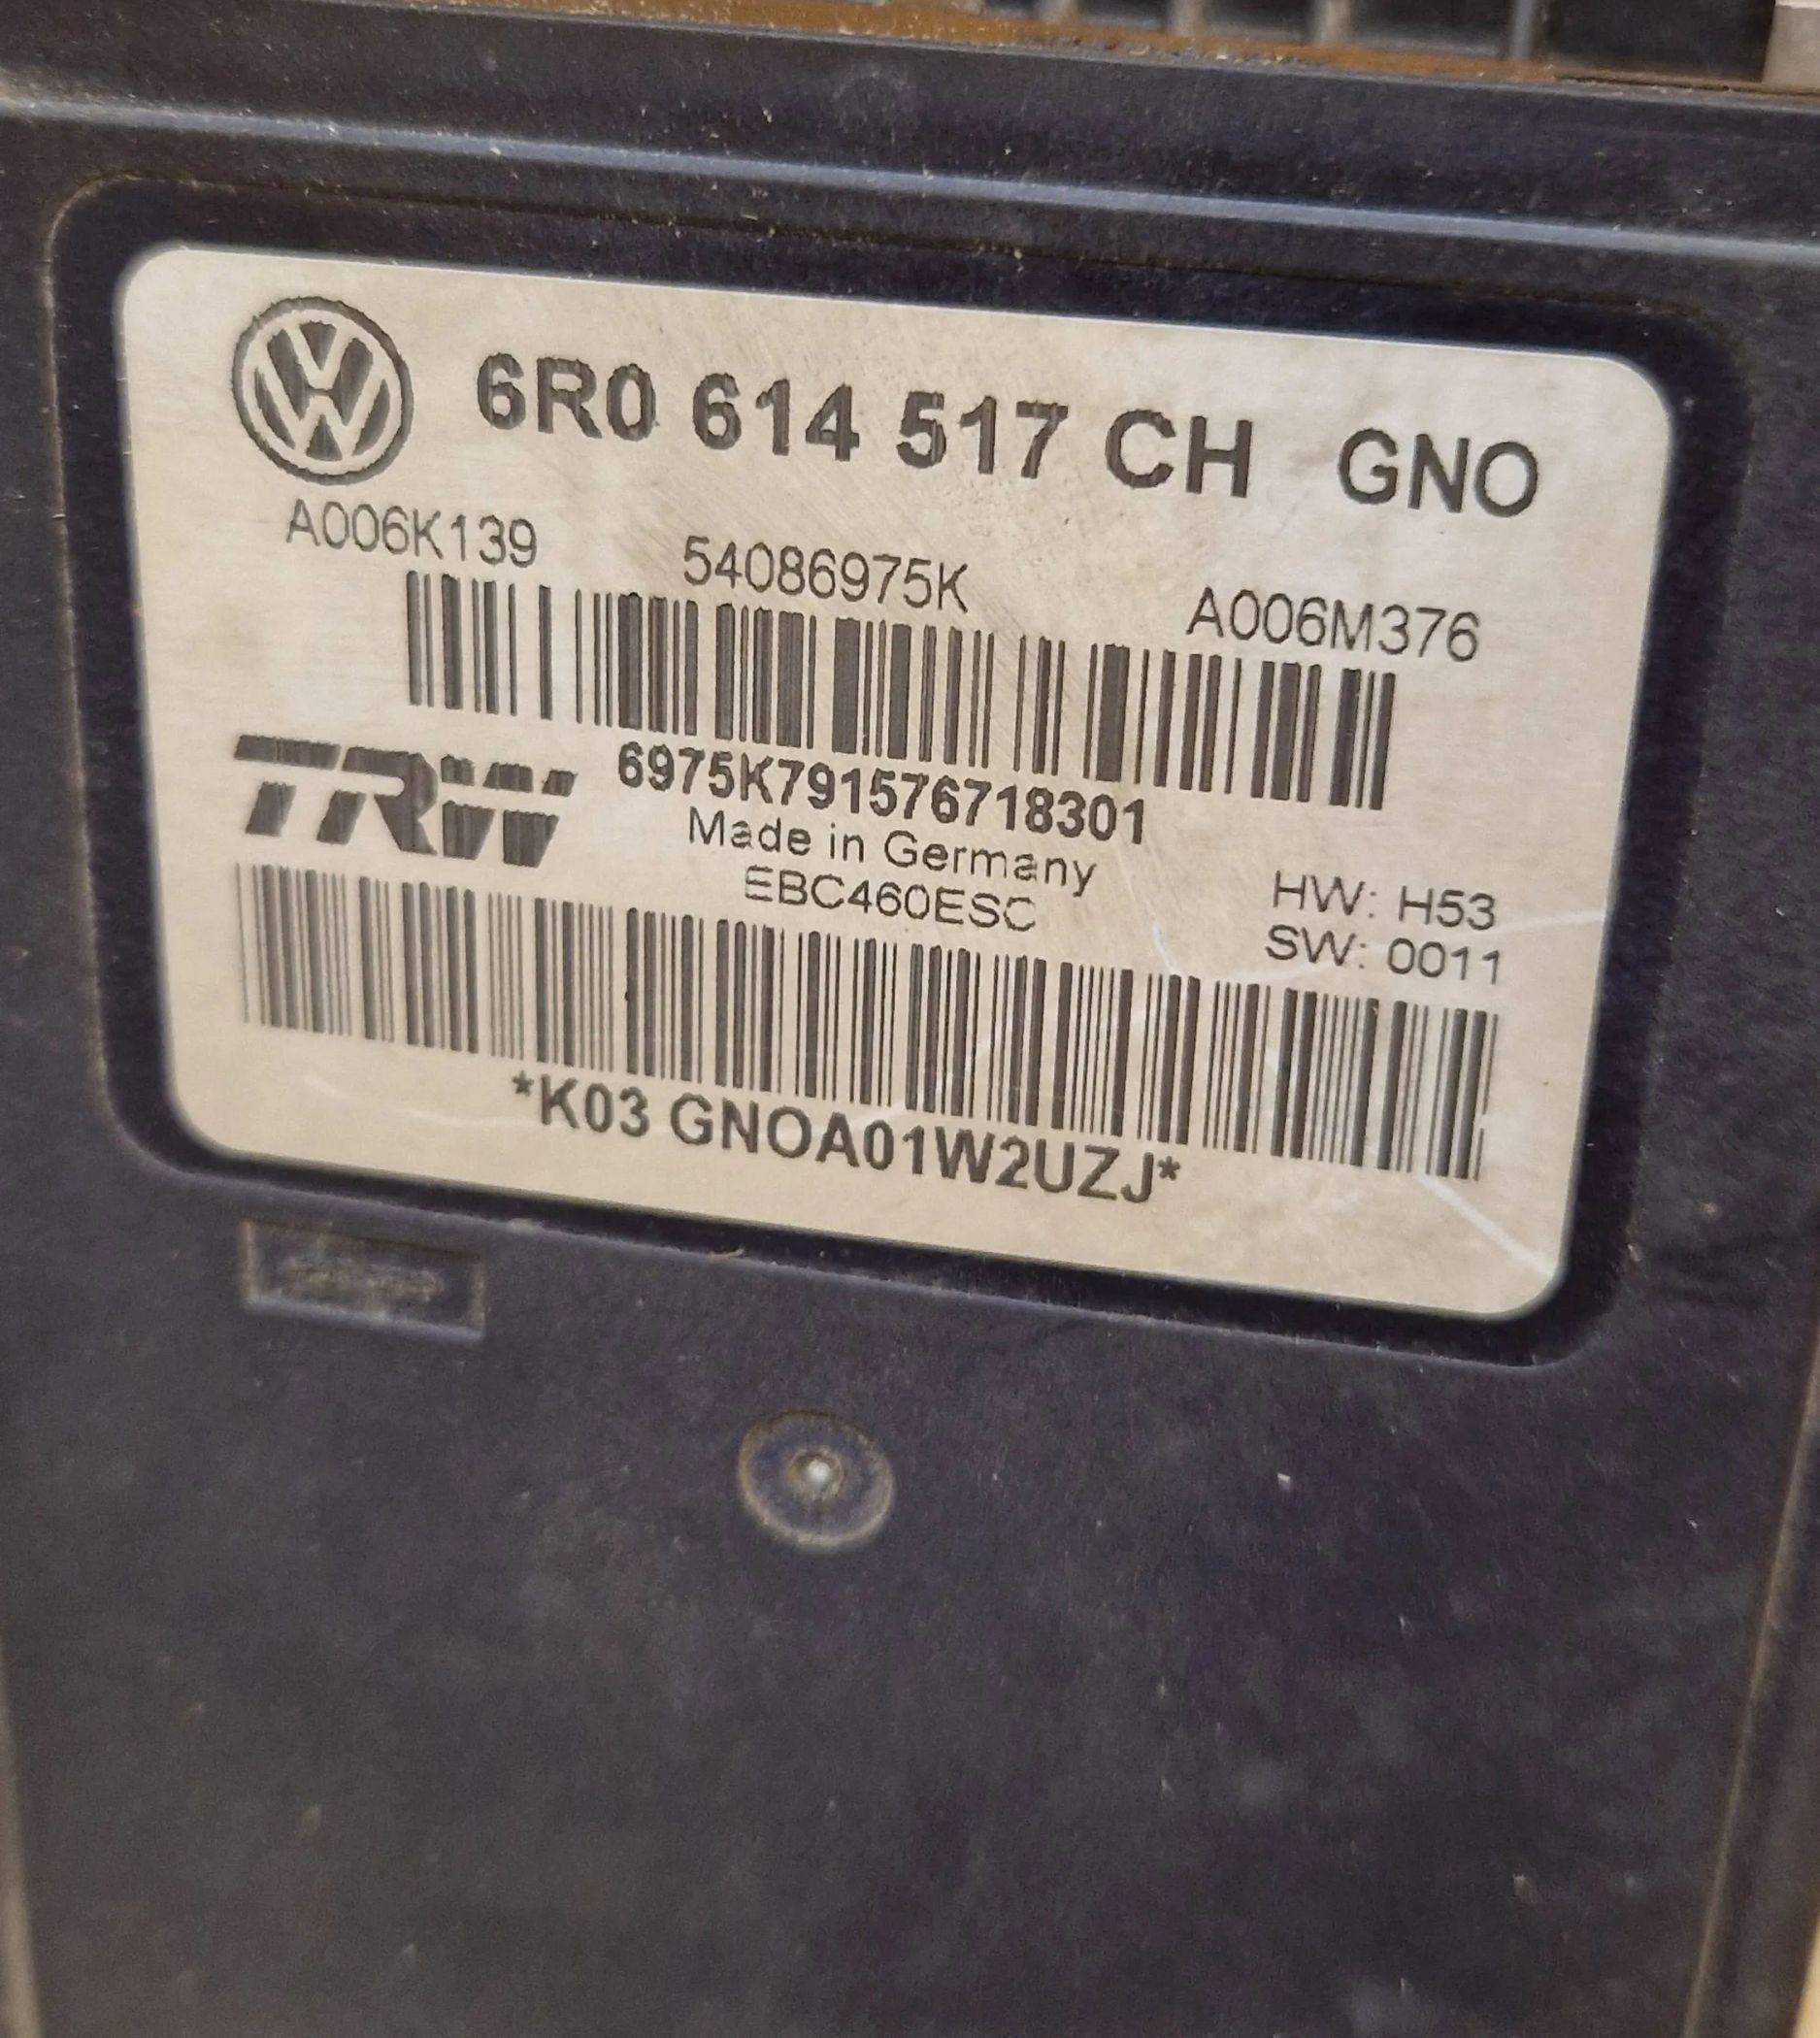 6R0 614 517 CH GNO
A006K139 54086975K A006M376
TRW 6975K791576718301
Made in Germany
EBC460ESC HW: H53
SW: 0011
*K03 GNOA01W2UZJ*